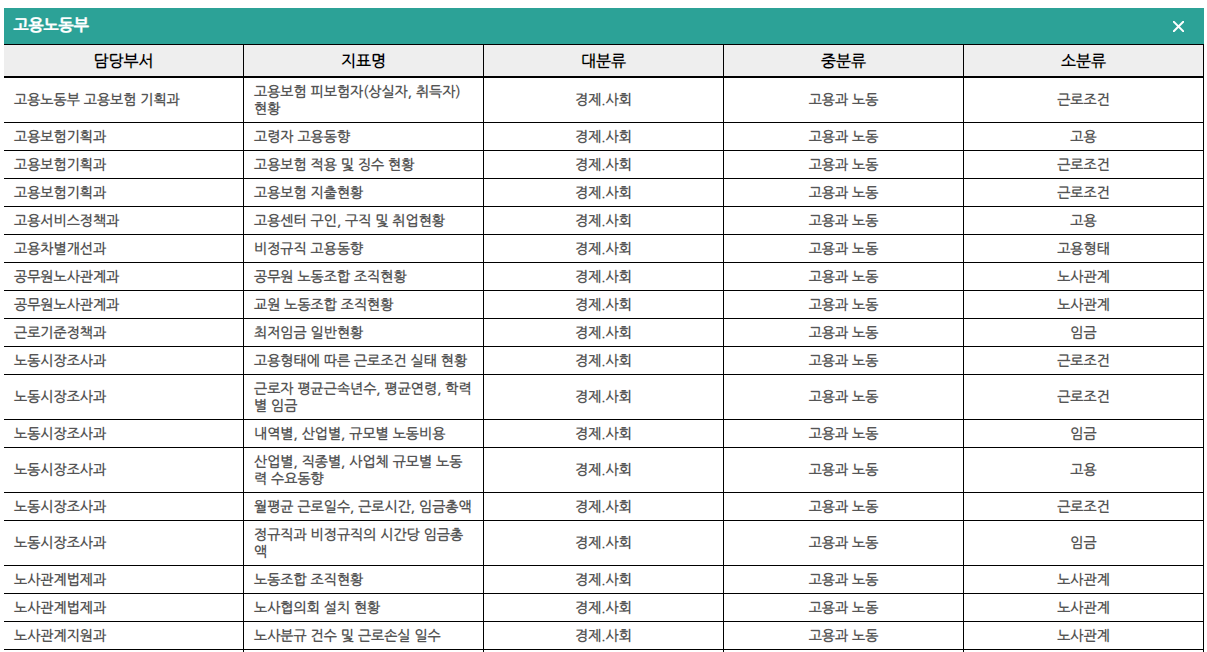 고용노동부
담당부서 지표명 대분류 중분류 소분류
고용노동부 고용보험 기획과 고용보험 피보험자(상실자, 취득자) 현황 경제.사회 고용과 노동 근로조건
고용보험기획과 고령자 고용동향 경제.사회 고용과 노동 고용
고용보험기획과 고용보험 적용 및 징수 현황 경제.사회 고용과 노동 근로조건
고용보험기획과 고용보험 지출현황 경제.사회 고용과 노동 근로조건
고용서비스정책과 고용센터 구인, 구직 및 취업현황 경제.사회 고용과 노동 고용
고용차별개선과 비정규직 고용동향 경제.사회 고용과 노동 고용형태
공무원노사관계과 공무원 노동조합 조직현황 경제.사회 고용과 노동 노사관계
공무원노사관계과 교원 노동조합 조직현황 경제.사회 고용과 노동 노사관계
근로기준정책과 최저임금 일반현황 경제.사회 고용과 노동 임금
노동시장조사과 고용형태에 따른 근로조건 실태 현황 경제.사회 고용과 노동 근로조건
노동시장조사과 근로자 평균근속년수, 평균연령, 학력별 임금 경제.사회 고용과 노동 근로조건
노동시장조사과 내역별, 산업별, 규모별 노동비용 경제.사회 고용과 노동 임금
노동시장조사과 산업별, 직종별, 사업체 규모별 노동력 수요동향 경제.사회 고용과 노동 고용
노동시장조사과 월평균 근로일수, 근로시간, 임금총액 경제.사회 고용과 노동 근로조건
노동시장조사과 정규직과 비정규직의 시간당 임금총액 경제.사회 고용과 노동 임금
노사관계법제과 노동조합 조직현황 경제.사회 고용과 노동 노사관계
노사관계법제과 노사협의회 설치 현황 경제.사회 고용과 노동 노사관계
노사관계지원과 노사분규 건수 및 근로손실 일수 경제.사회 고용과 노동 노사관계